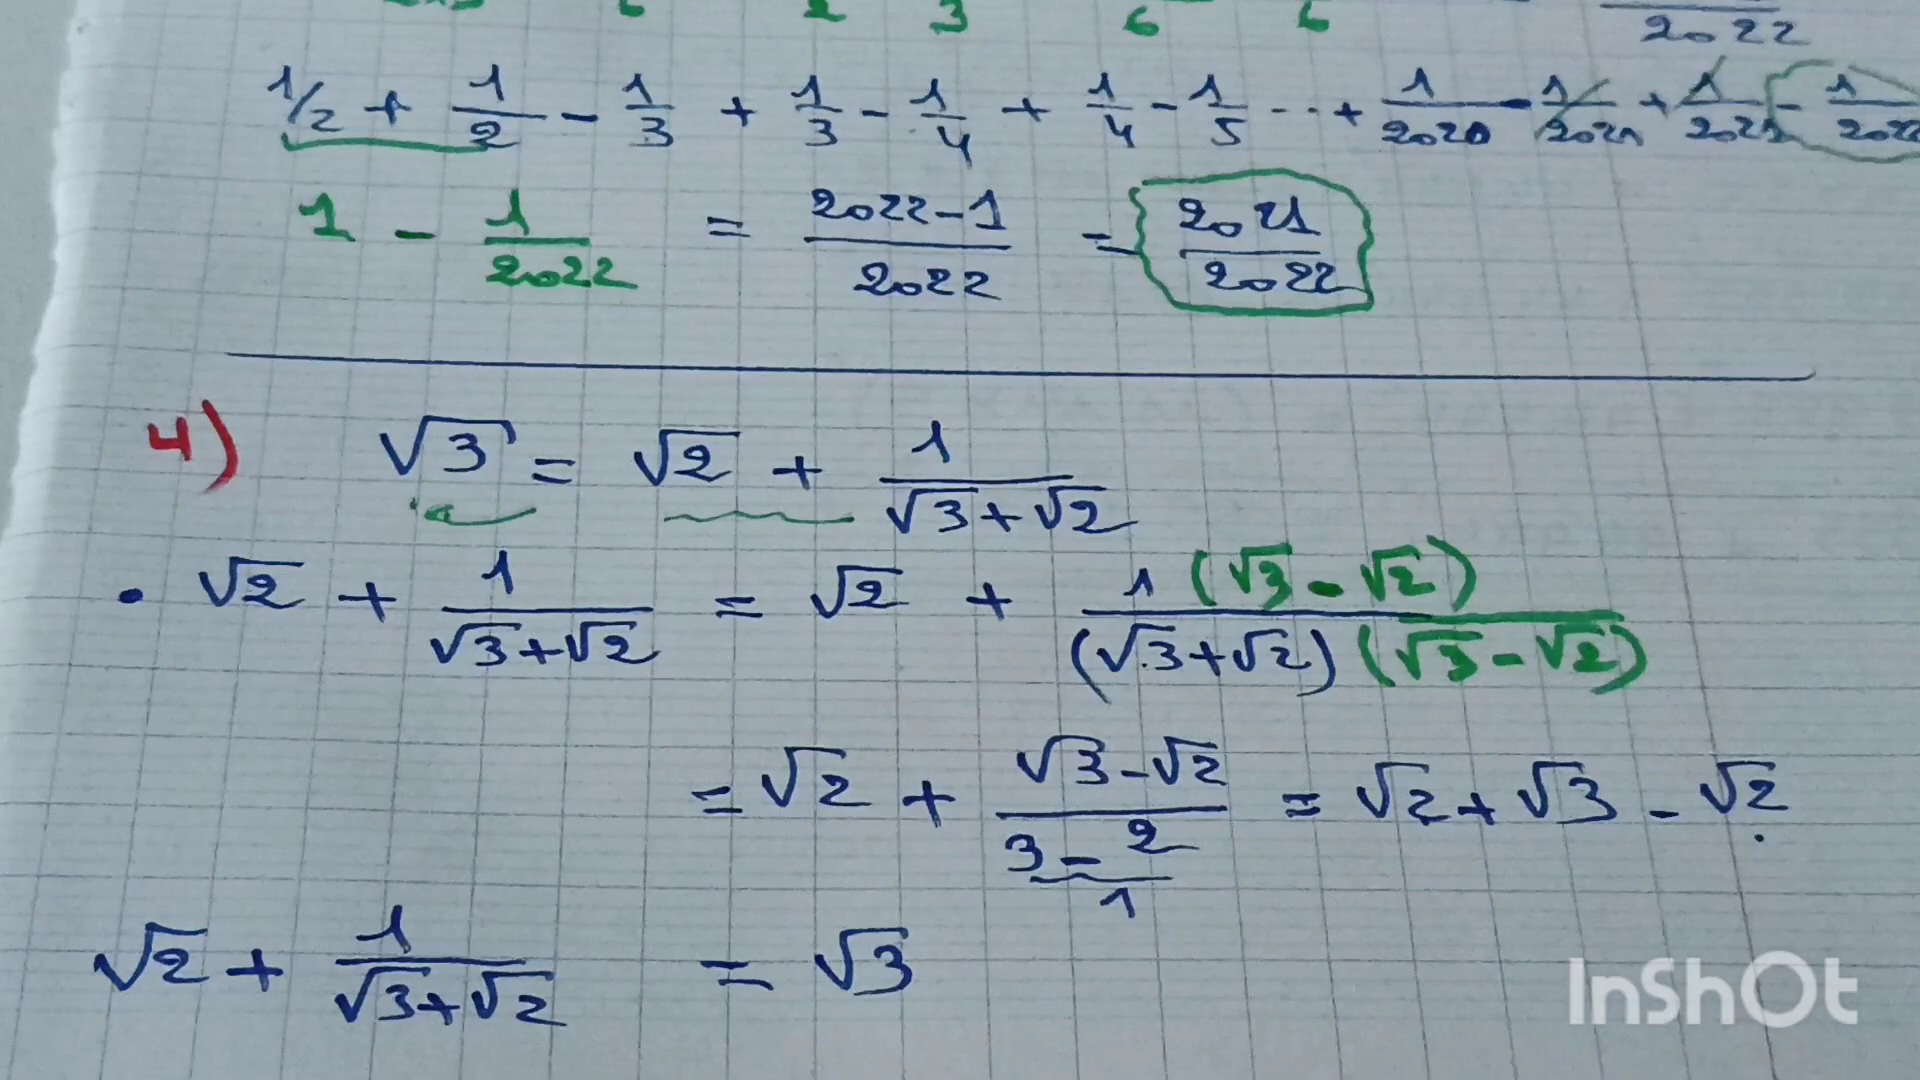 2022
1/2 + 1/2 - 1/3 + 1/3 - 1/4 + 1/4 - 1/5 ... + 1/2020 - 1/2021 + 1/2021 - 1/2022
1 - 1/2022 = (2022-1)/2022 = 2021/2022
4) √3 = √2 + 1/(√3+√2)
• √2 + 1/(√3+√2) = √2 + 1(√3-√2)/((√3+√2)(√3-√2))
= √2 + (√3-√2)/(3-2) = √2+√3-√2
1
√2 + 1/(√3+√2) = √3
InShOt